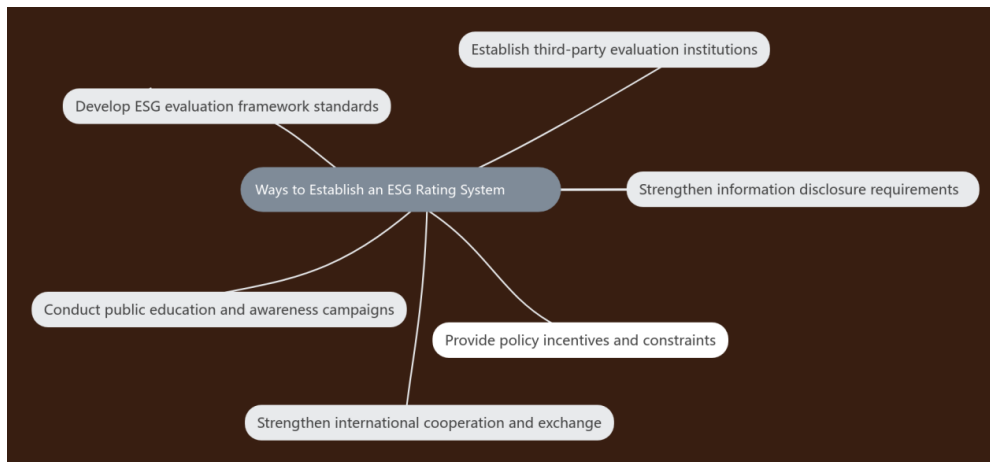 Establish third-party evaluation institutions
Develop ESG evaluation framework standards
Ways to Establish an ESG Rating System
Strengthen information disclosure requirements
Conduct public education and awareness campaigns
Provide policy incentives and constraints
Strengthen international cooperation and exchange